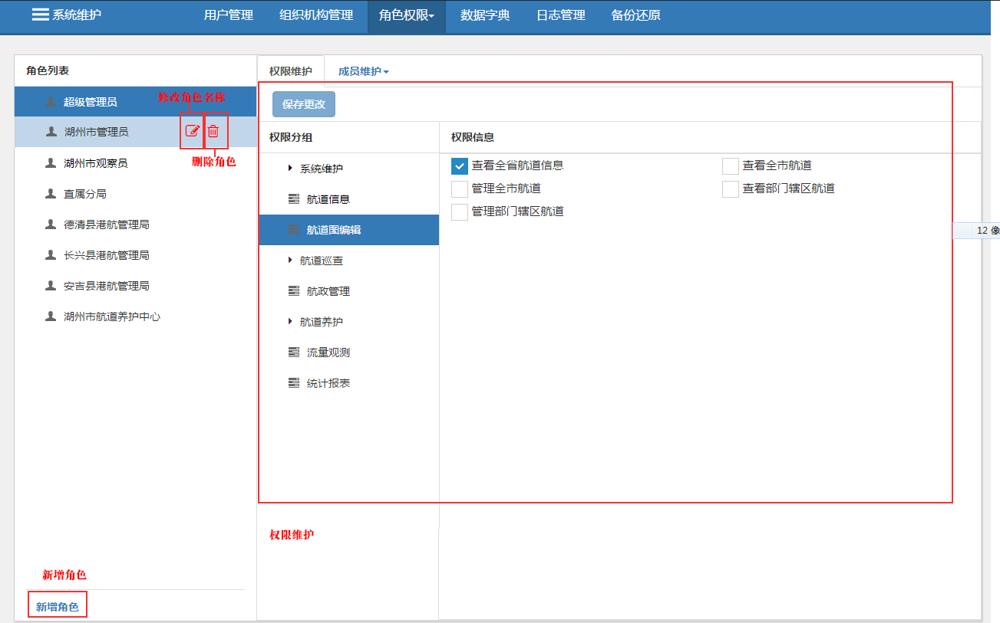 系统维护
用户管理
组织机构管理
角色权限
数据字典
日志管理
备份还原
角色列表
超级管理员
修改角色名称
湖州市管理员
删除角色
湖州市观察员
直属分局
德清县港航管理局
长兴县港航管理局
安吉县港航管理局
湖州市航道养护中心
新增角色
新增角色
权限维护
成员维护
保存更改
权限分组
系统维护
航道信息
航道图编辑
航道巡查
航政管理
航道养护
流量观测
统计报表
权限维护
权限信息
查看全省航道信息
查看全市航道
管理全市航道
查看部门辖区航道
管理部门辖区航道
12 像